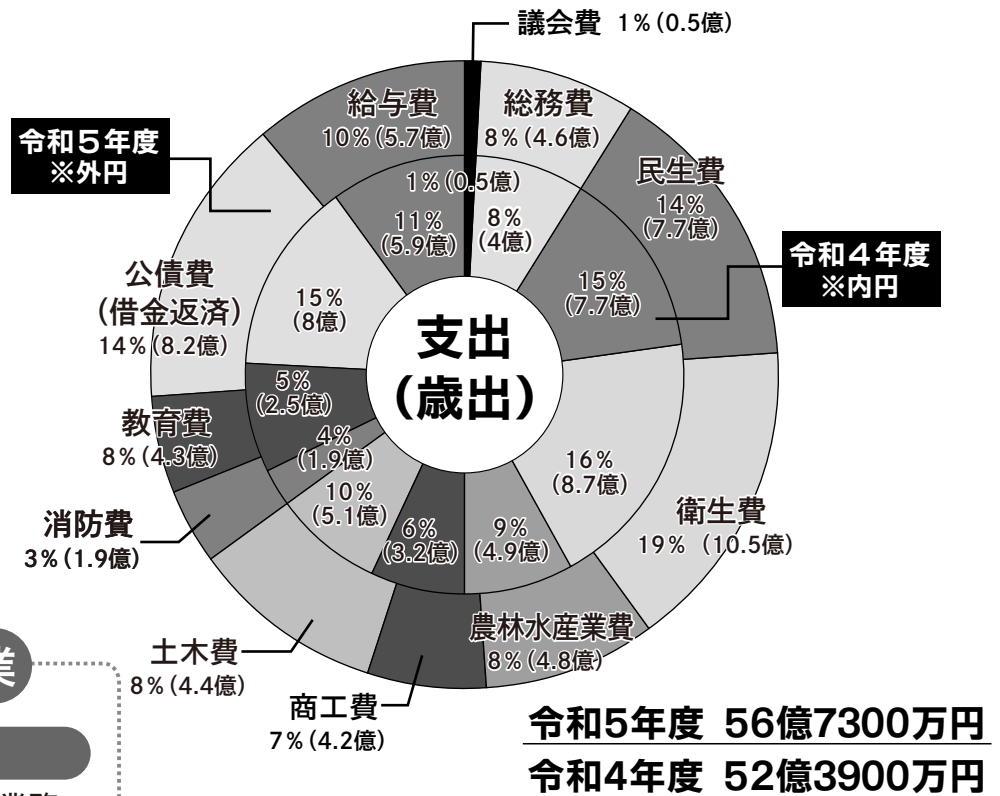 議会費 1%(0.5億)
総務費
8%(4.6億)
民生費
14%
(7.7億)
衛生費
19% (10.5億)
農林水産業費
8%(4.8億)
商工費
7%(4.2億)
土木費
8%(4.4億)
消防費
3%(1.9億)
教育費
8%(4.3億)
公債費
(借金返済)
14%(8.2億)
給与費
10%(5.7億)
令和5年度
※外円
令和4年度
※内円
1%(0.5億)
8%
(4億)
15%
(7.7億)
16%
(8.7億)
9%
(4.9億)
6%
(3.2億)
10%
(5.1億)
4%
(1.9億)
5%
(2.5億)
15%
(8億)
11%
(5.9億)
支出
(歳出)
令和5年度 56億7300万円
令和4年度 52億3900万円
業